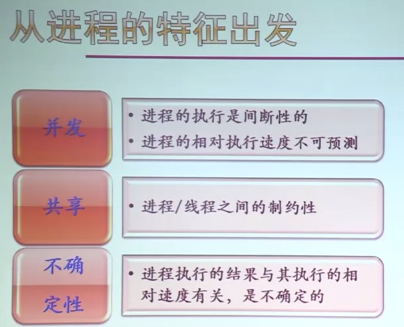 从进程的特征出发
并发
• 进程的执行是间断性的
• 进程的相对执行速度不可预测
共享
• 进程/线程之间的制约性
不确
定性
• 进程执行的结果与其执行的相
对速度有关，是不确定的